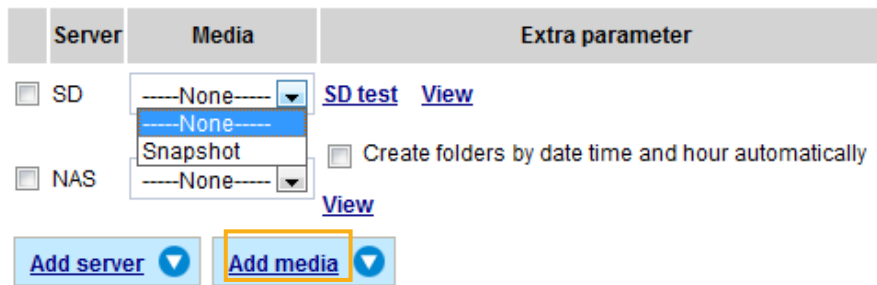 Server Media Extra parameter
SD -----None----- SD test View
-----None-----
Snapshot
Create folders by date time and hour automatically
NAS -----None-----
View
Add server Add media